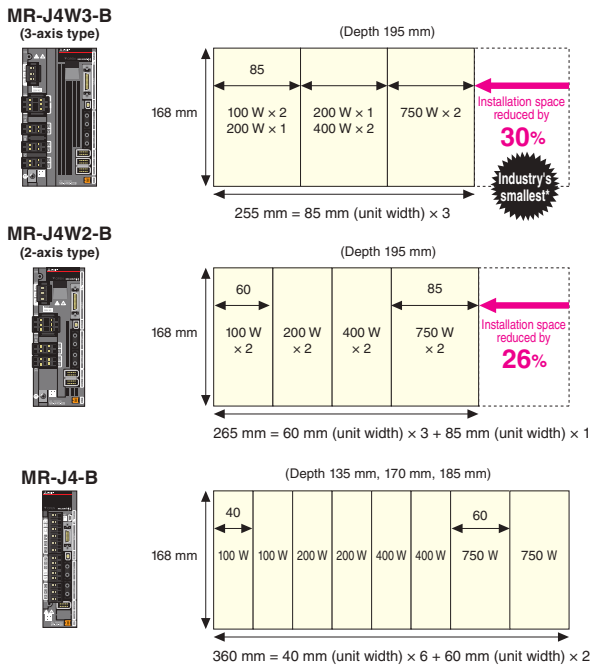 MR-J4W3-B
(3-axis type)
(Depth 195 mm)
85
168 mm
100 W × 2
200 W × 1
200 W × 1
400 W × 2
750 W × 2
Installation space
reduced by
30%
Industry's
smallest*
255 mm = 85 mm (unit width) × 3
MR-J4W2-B
(2-axis type)
(Depth 195 mm)
60
85
168 mm
100 W
× 2
200 W
× 2
400 W
× 2
750 W
× 2
Installation space
reduced by
26%
265 mm = 60 mm (unit width) × 3 + 85 mm (unit width) × 1
MR-J4-B
(Depth 135 mm, 170 mm, 185 mm)
40
60
168 mm
100 W
100 W
200 W
200 W
400 W
400 W
750 W
750 W
360 mm = 40 mm (unit width) × 6 + 60 mm (unit width) × 2